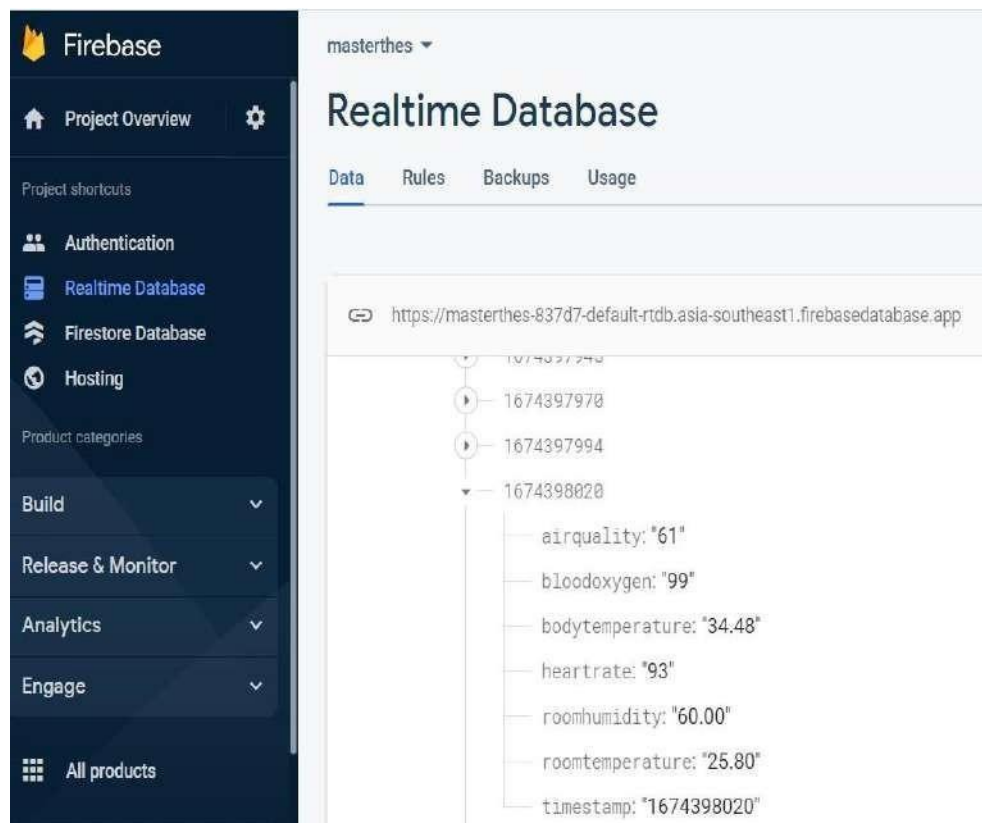 Firebase
masterthes
Project Overview
Realtime Database
Data Rules Backups Usage
Project shortcuts
Authentication
Realtime Database
Firestore Database
Hosting
https://masterthes-837d7-default-rtdb.asia-southeast1.firebasedatabase.app
1674397970
1674397994
1674398020
airquality: "61"
bloodoxygen: "99"
bodytemperature: "34.48"
heartrate: "93"
roomhumidity: "60.00"
roomtemperature: "25.80"
timestamp: "1674398020"
Product categories
Build
Release & Monitor
Analytics
Engage
All products